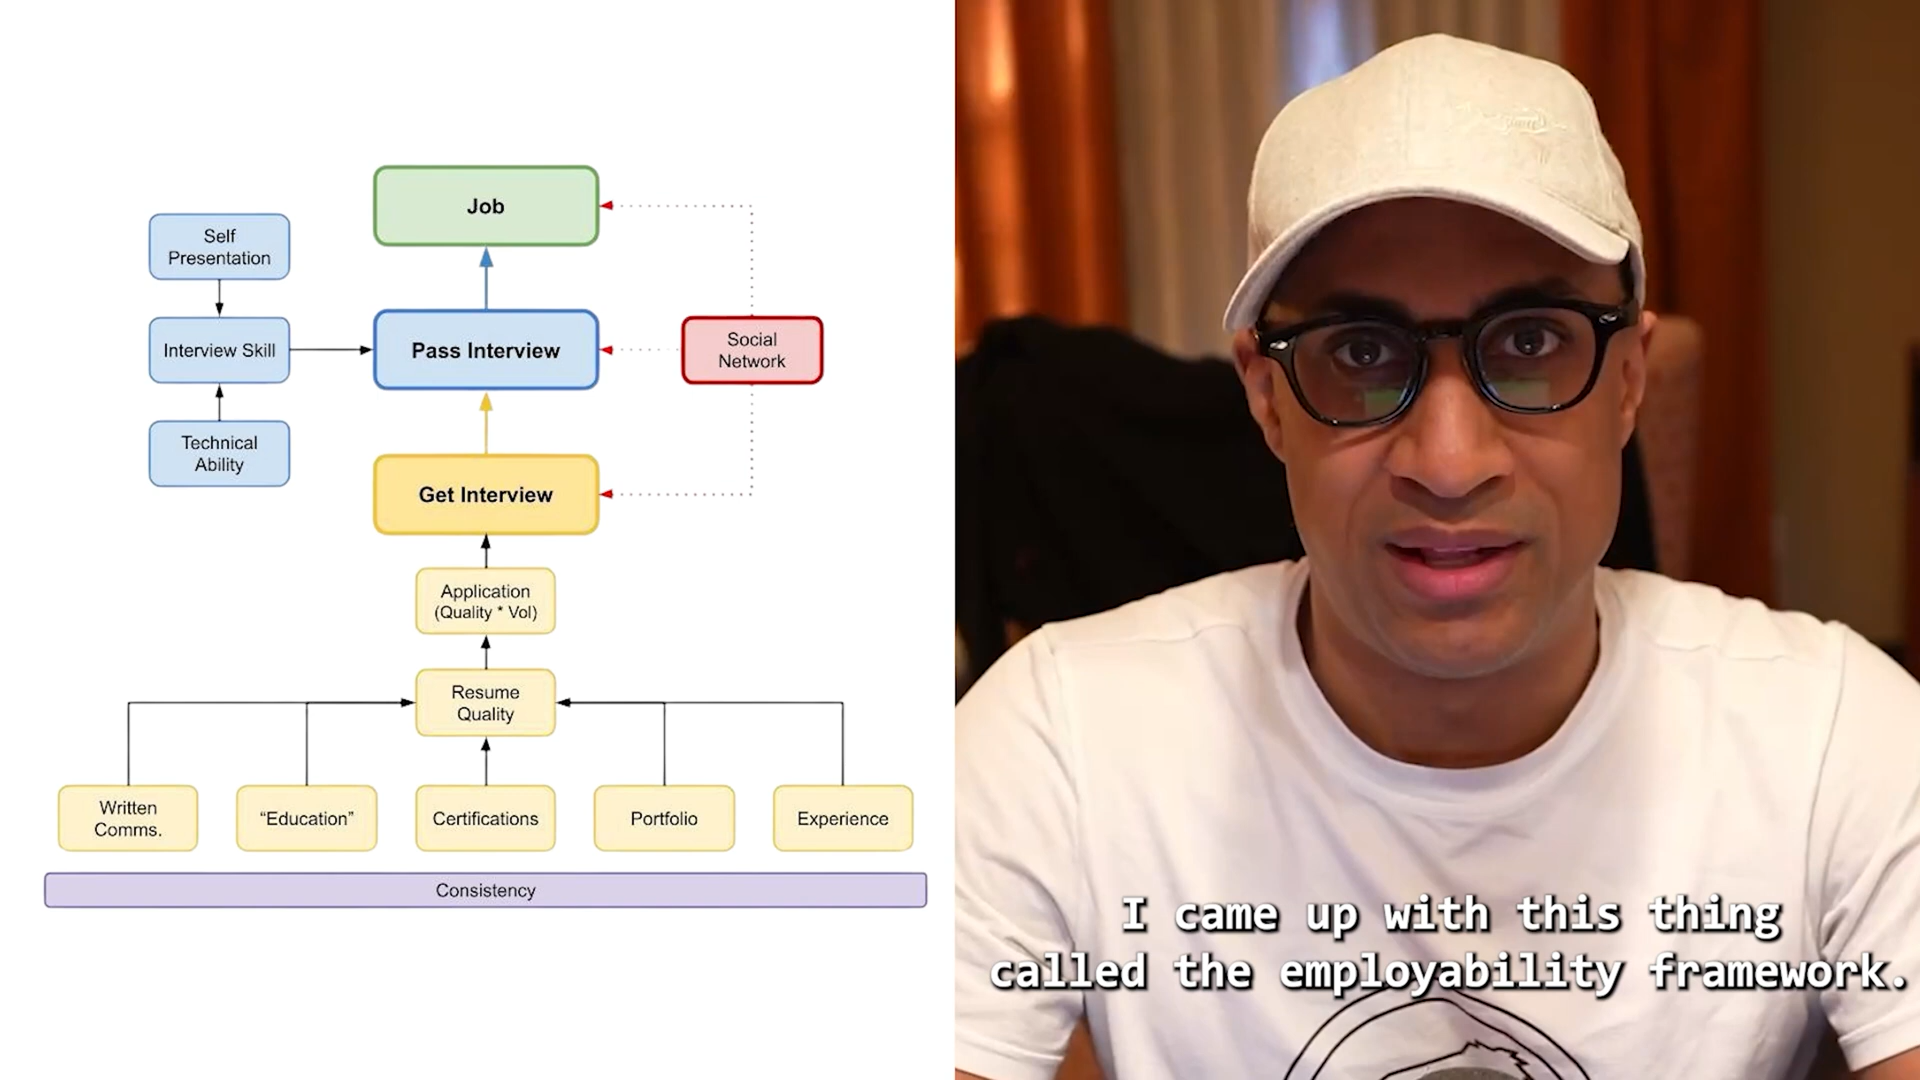 Job
Self
Presentation
Interview Skill
Pass Interview
Social
Network
Technical
Ability
Get Interview
Application
(Quality * Vol)
Resume
Quality
Written
Comms.
“Education”
Certifications
Portfolio
Experience
Consistency
I came up with this thing
called the employability framework.